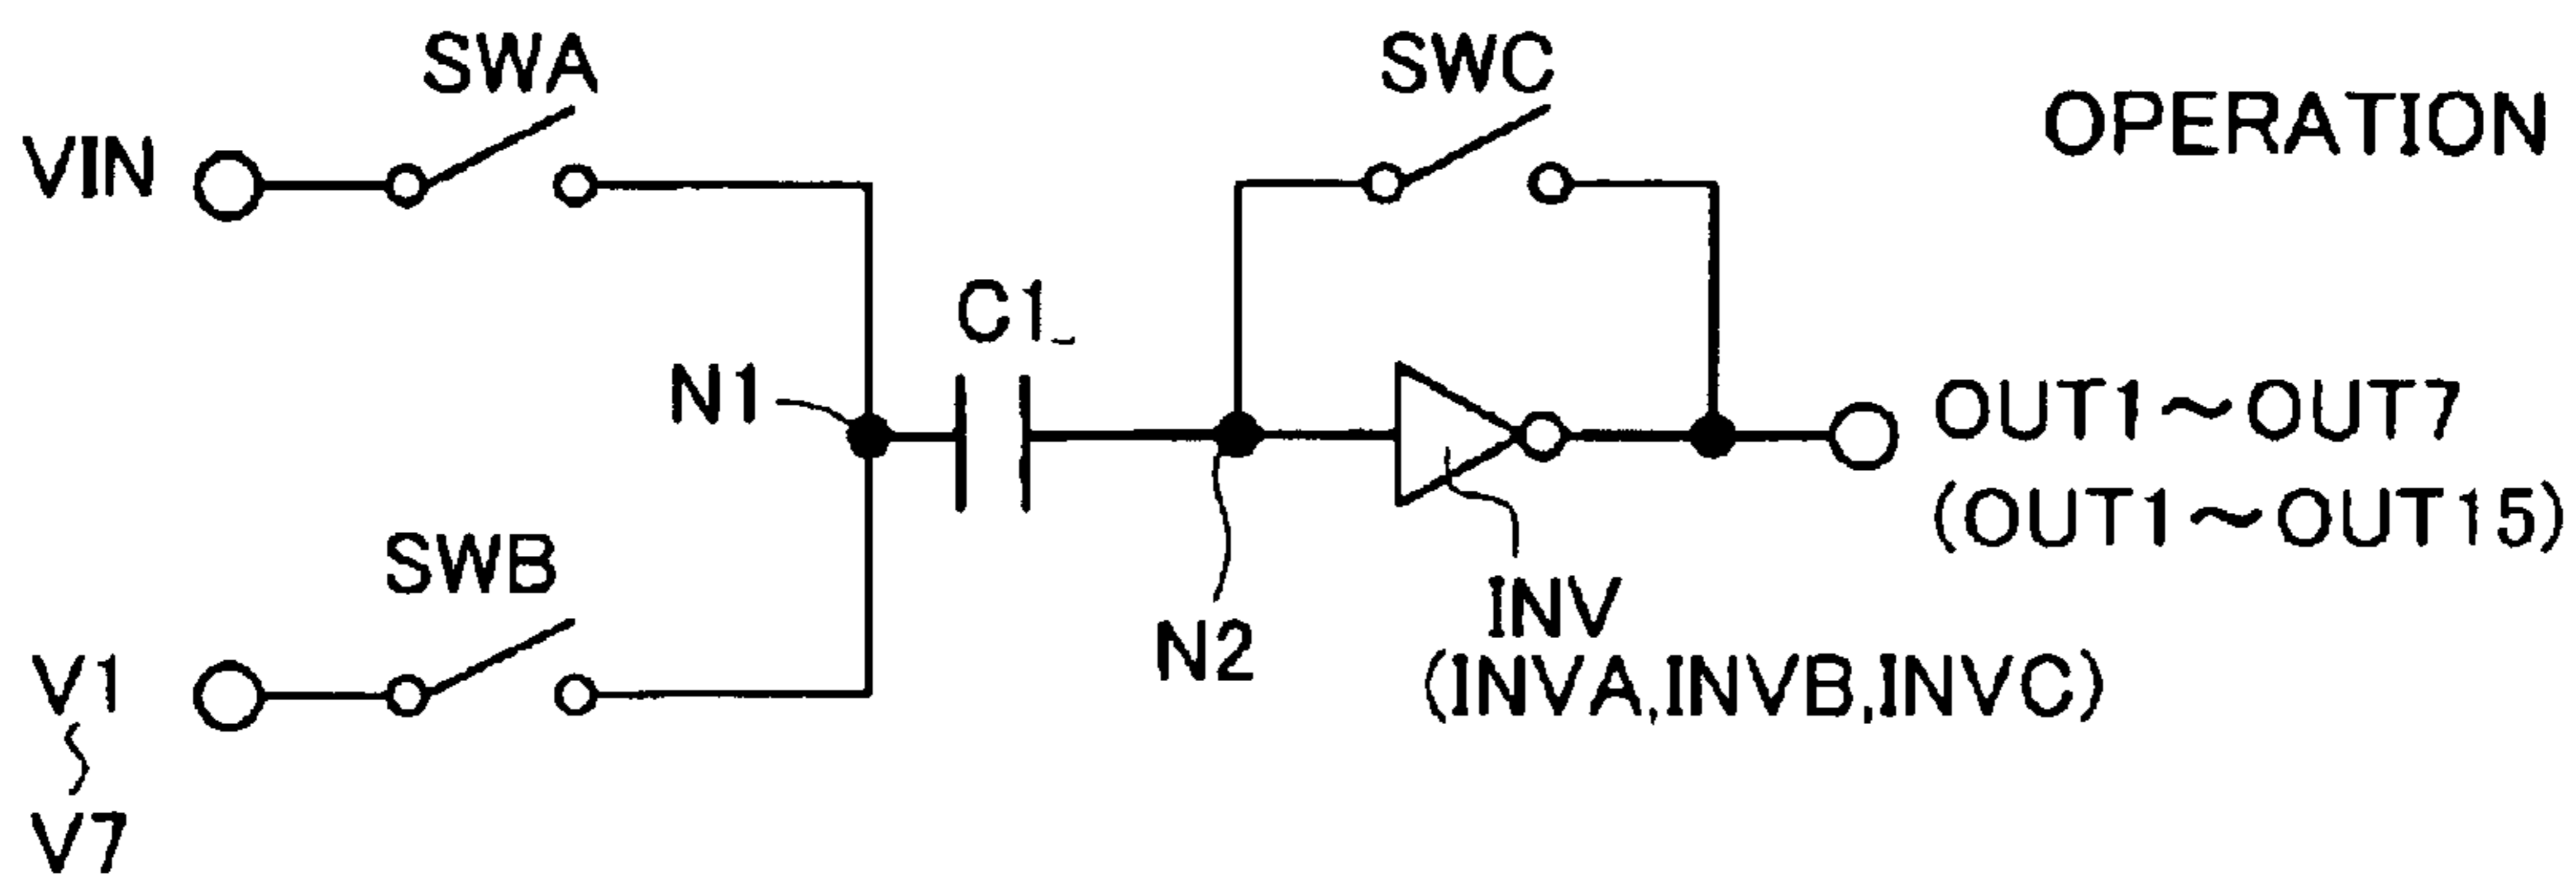 SWA
SWC
OPERATION
VIN
C1
N1
OUT1~OUT7
(OUT1~OUT15)
SWB
INV
(INVA,INVB,INVC)
N2
V1
V7